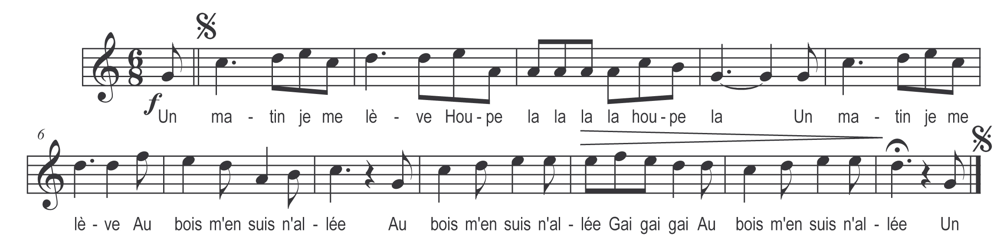 Un ma - tin je me lè - ve Hou - pe la la la la hou - pe la Un ma - tin je me
6
lè - ve Au bois m'en suis n'al - lée Au bois m'en suis n'al - lée Gai gai gai Au bois m'en suis n'al - lée Un